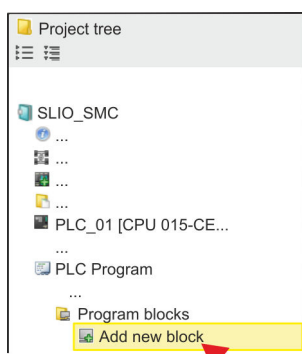 Project tree
SLIO_SMC
...
...
...
...
PLC_01 [CPU 015-CE...
...
PLC Program
...
Program blocks
Add new block